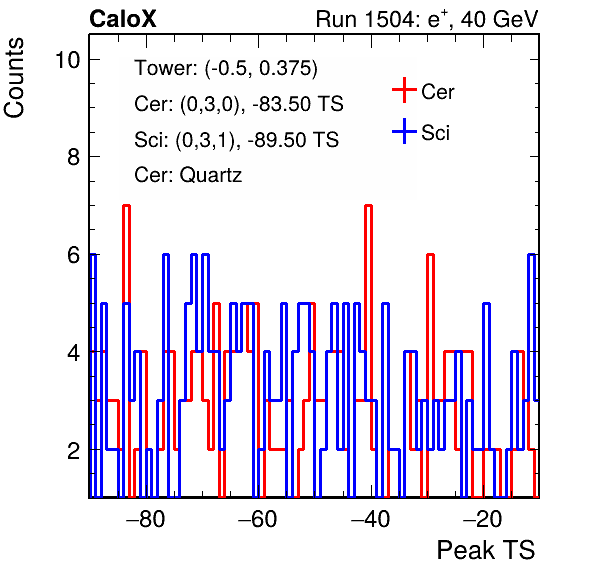 CaloX Run 1504: e+, 40 GeV
Counts
10
8
6
4
2
Tower: (-0.5, 0.375)
Cer: (0,3,0), -83.50 TS
Sci: (0,3,1), -89.50 TS
Cer: Quartz
Cer
Sci
−80 −60 −40 −20
Peak TS